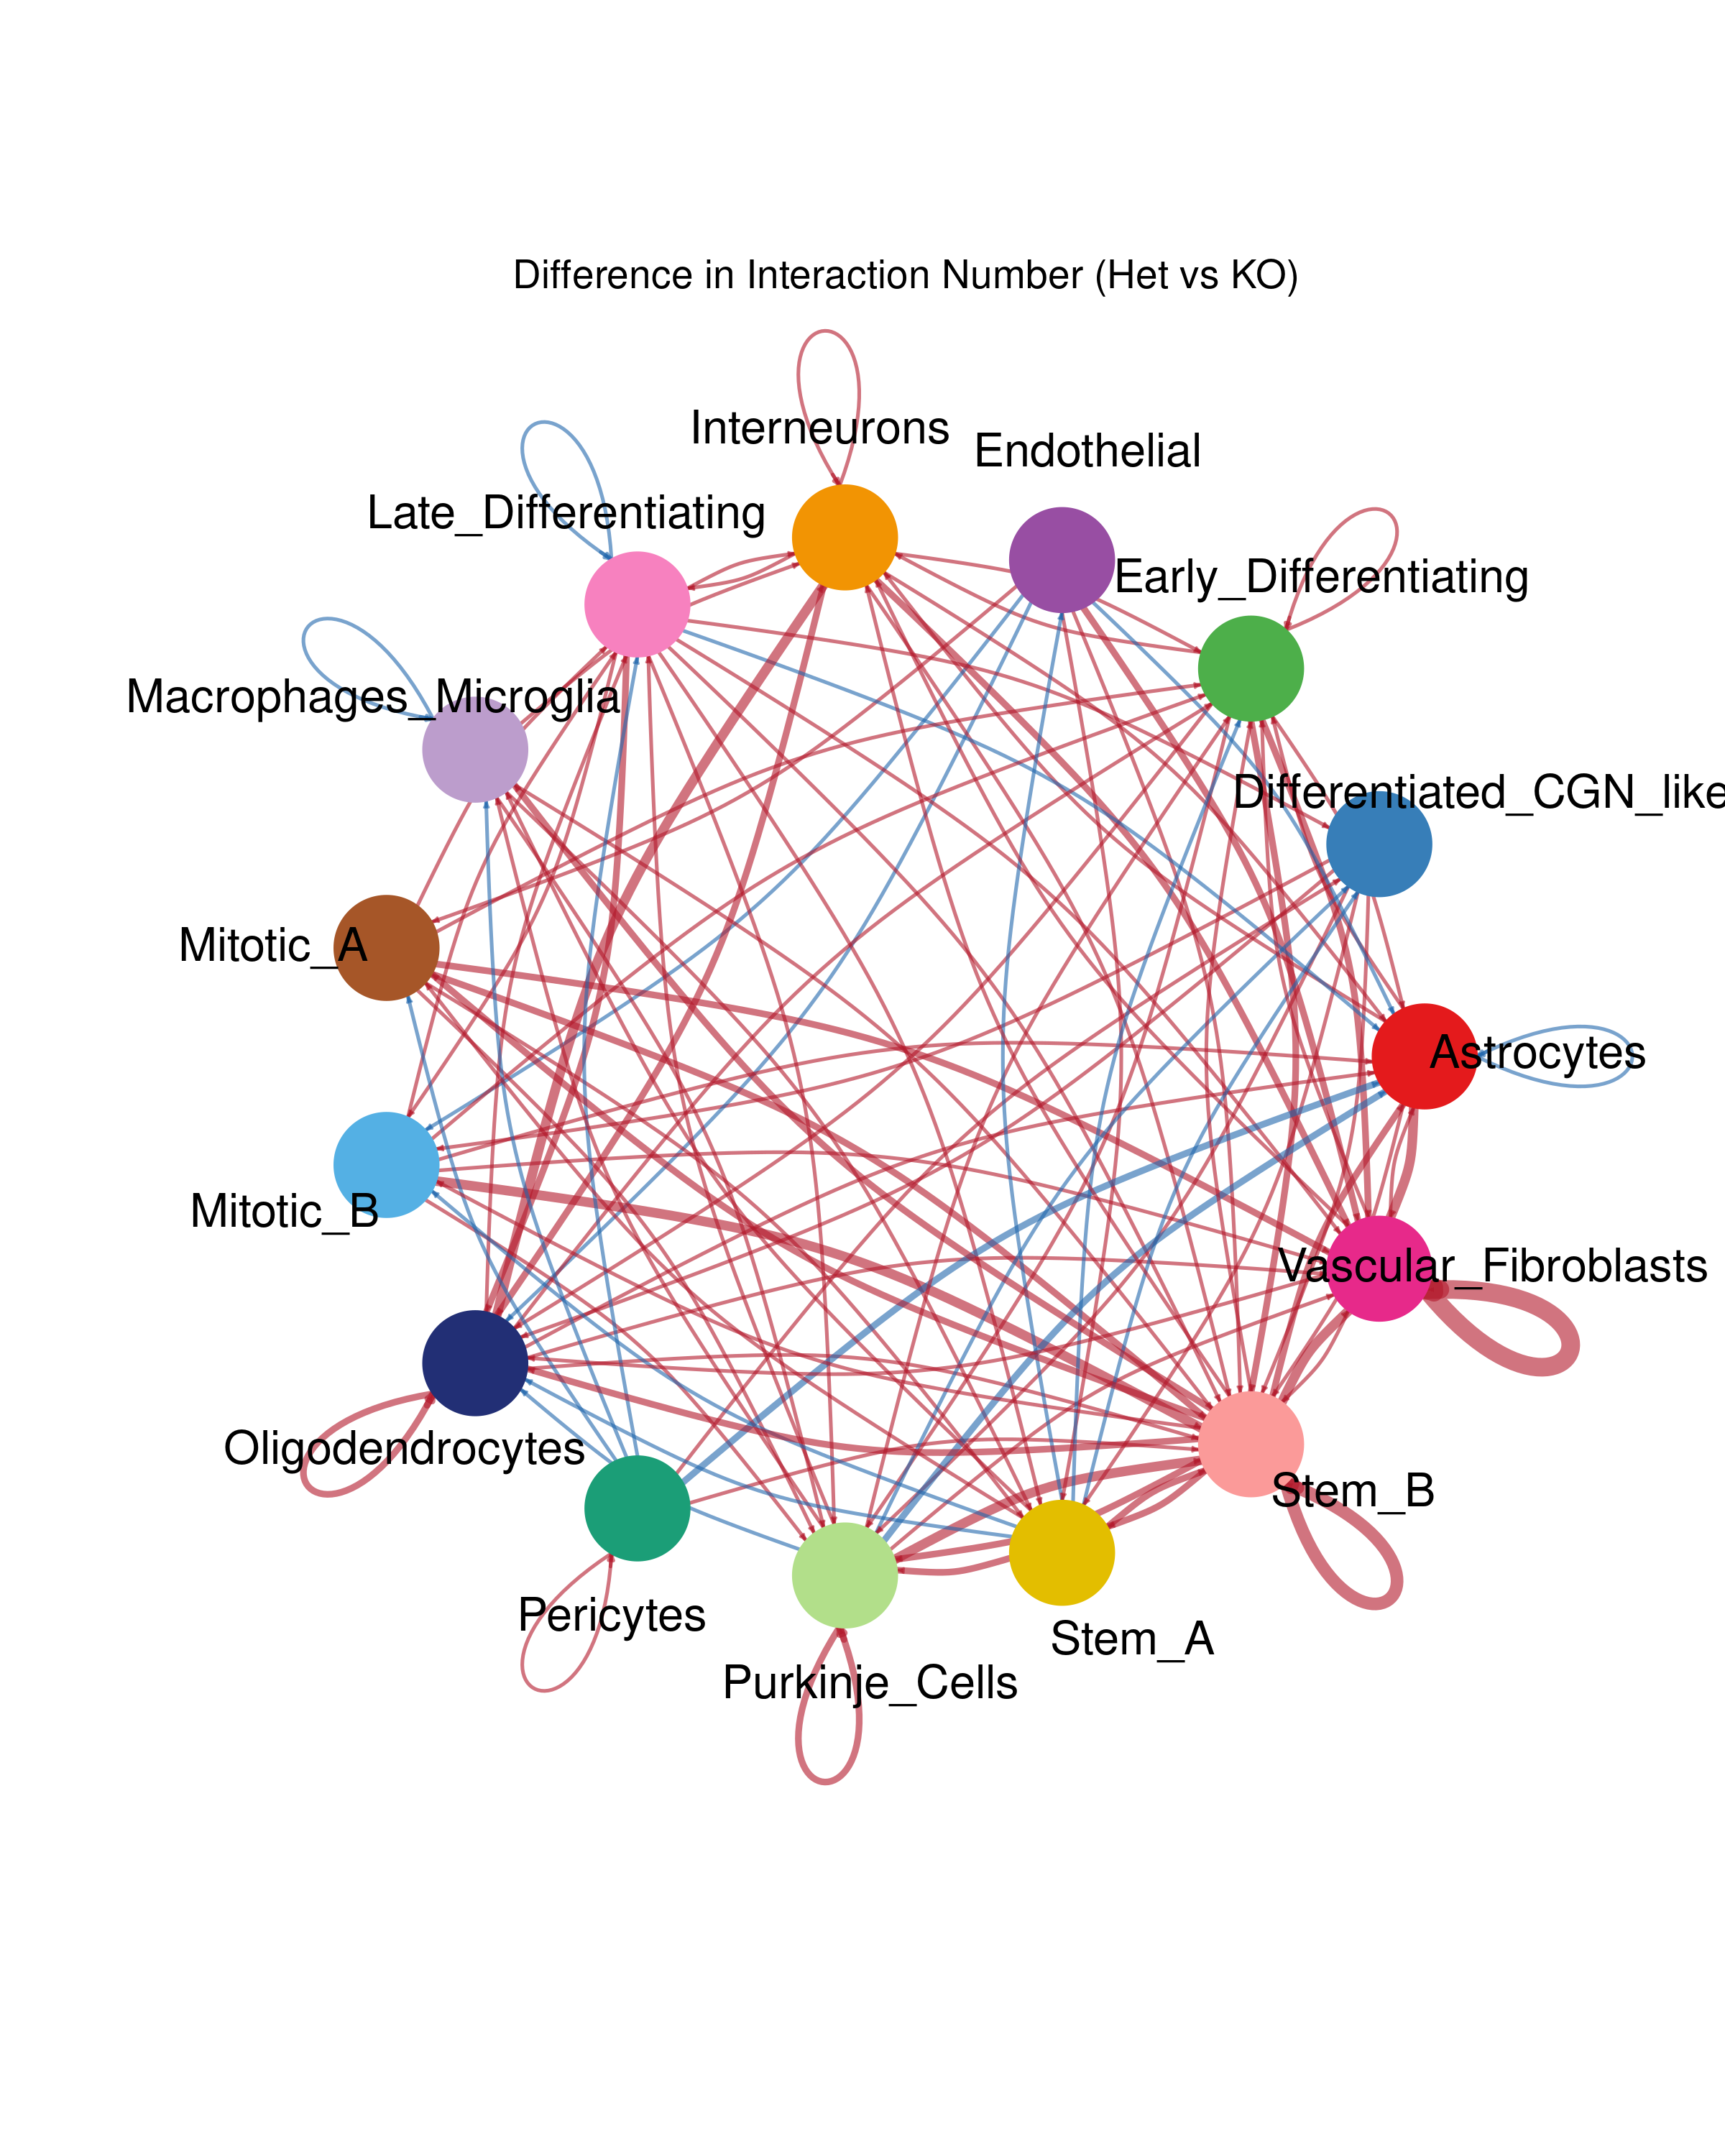 Difference in Interaction Number (Het vs KO)
Interneurons
Endothelial
Late_Differentiating
Early_Differentiating
Macrophages_Microglia
Differentiated_CGN_like
Mitotic_A
Astrocytes
Mitotic_B
Vascular_Fibroblasts
Oligodendrocytes
Stem_B
Pericytes
Stem_A
Purkinje_Cells